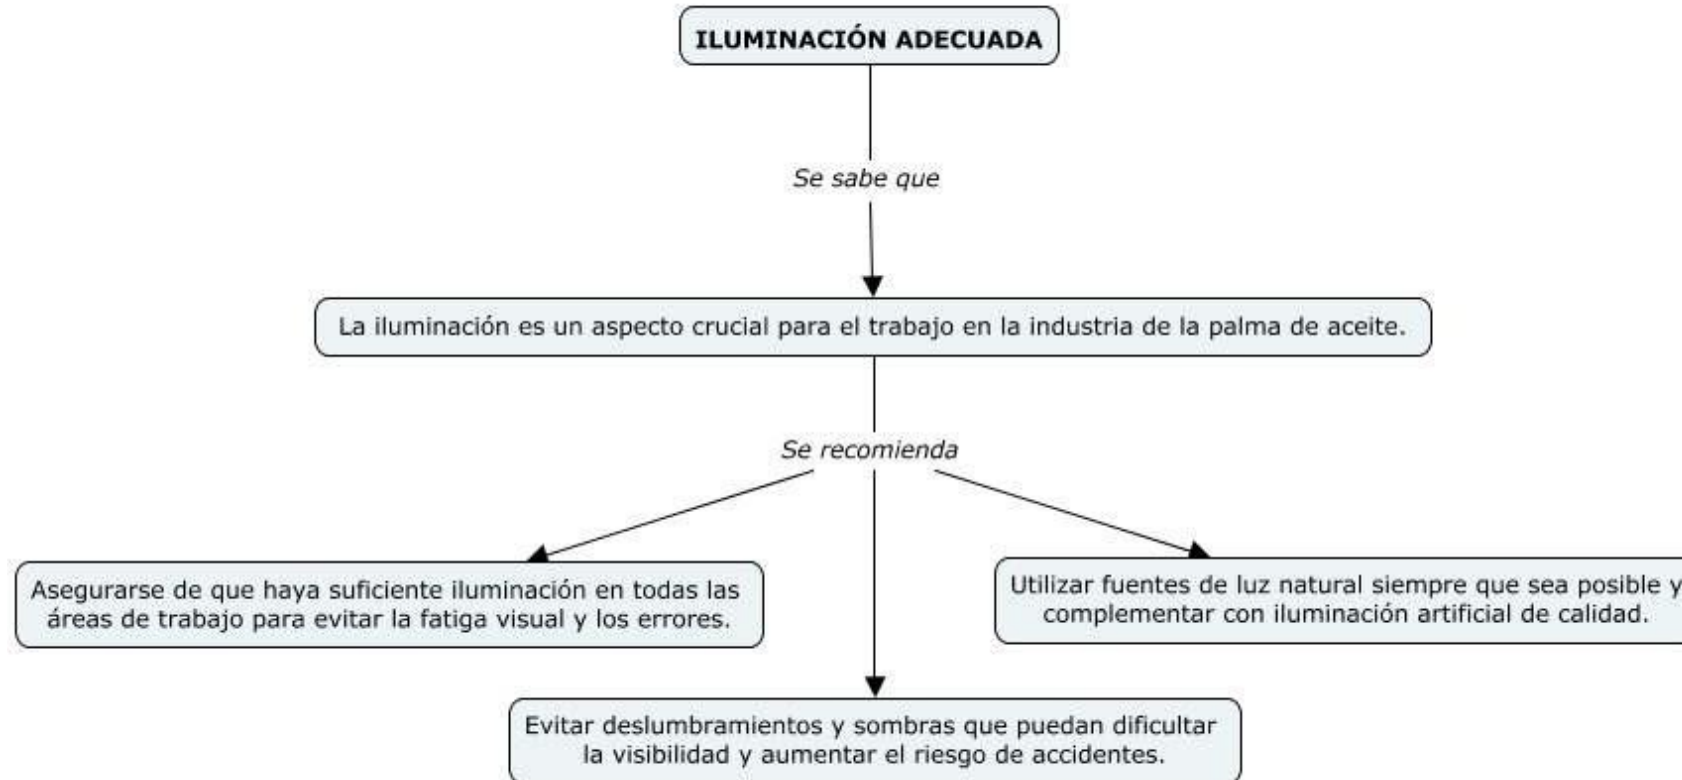 ILUMINACIÓN ADECUADA
Se sabe que
La iluminación es un aspecto crucial para el trabajo en la industria de la palma de aceite.
Se recomienda
Asegurarse de que haya suficiente iluminación en todas las
áreas de trabajo para evitar la fatiga visual y los errores.
Utilizar fuentes de luz natural siempre que sea posible y
complementar con iluminación artificial de calidad.
Evitar deslumbramientos y sombras que puedan dificultar
la visibilidad y aumentar el riesgo de accidentes.